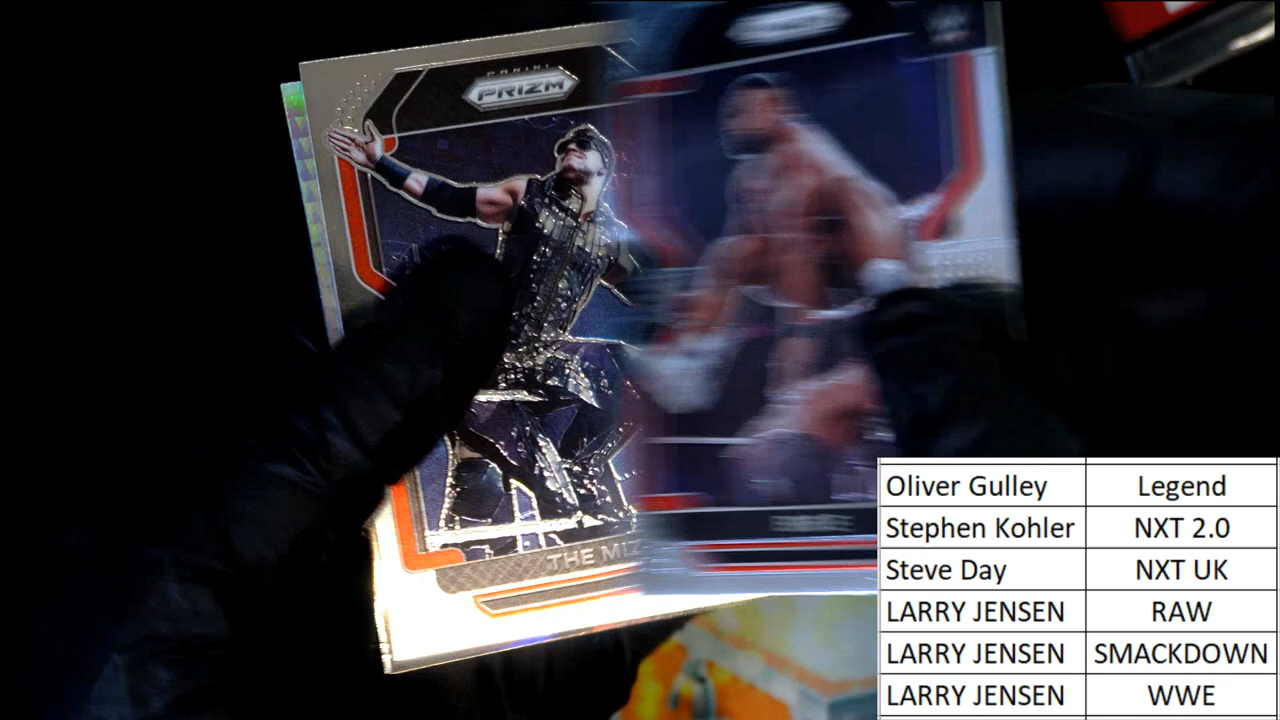 PANINI
PRIZM
THE MIZ
Oliver Gulley Legend
Stephen Kohler NXT 2.0
Steve Day NXT UK
LARRY JENSEN RAW
LARRY JENSEN SMACKDOWN
LARRY JENSEN WWE